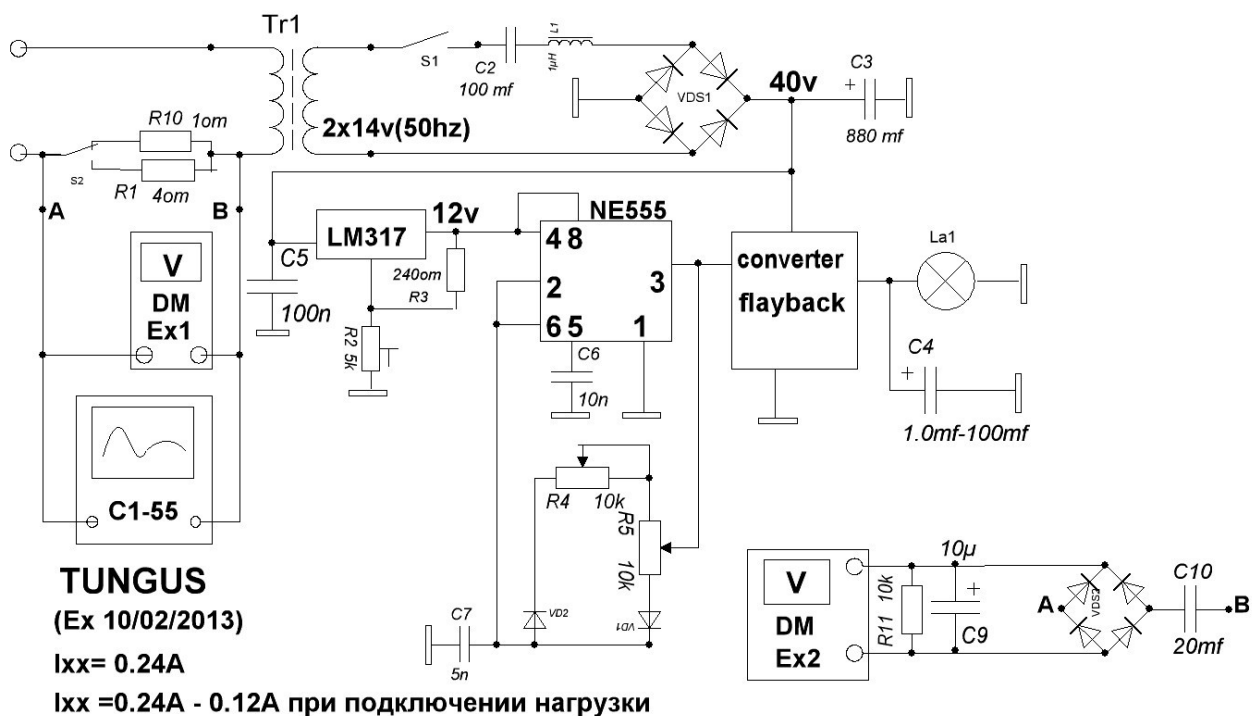 Tr1
S1
C2
100 mf
L1
1μH
VDS1
40v
C3
+
880 mf
R10 1om
2x14v(50hz)
S2
R1
4om
A
B
V
DM
Ex1
C1-55
C5
100n
LM317
12v
240om
R3
R2 5k
NE555
4 8
2
3
6 5
1
C6
10n
converter
flayback
La1
C4
+
1.0mf-100mf
R4
10k
R5
10k
C7
5n
VD2
VD1
V
DM
Ex2
R11 10k
10μ
+
C9
A
VDS2
C10
20mf
B
TUNGUS
(Ex 10/02/2013)
Ixx= 0.24A
Ixx =0.24A - 0.12A при подключении нагрузки